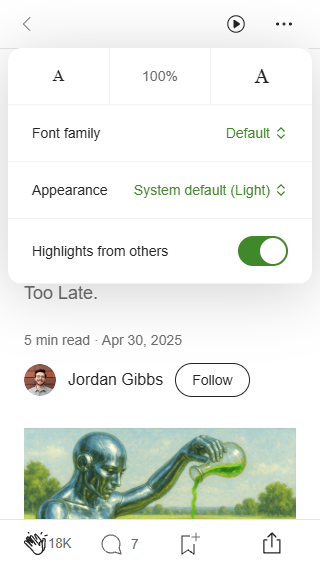 A
100%
A
Font family
Default
Appearance
System default (Light)
Highlights from others
Too Late.
5 min read · Apr 30, 2025
Jordan Gibbs
Follow
18K
7